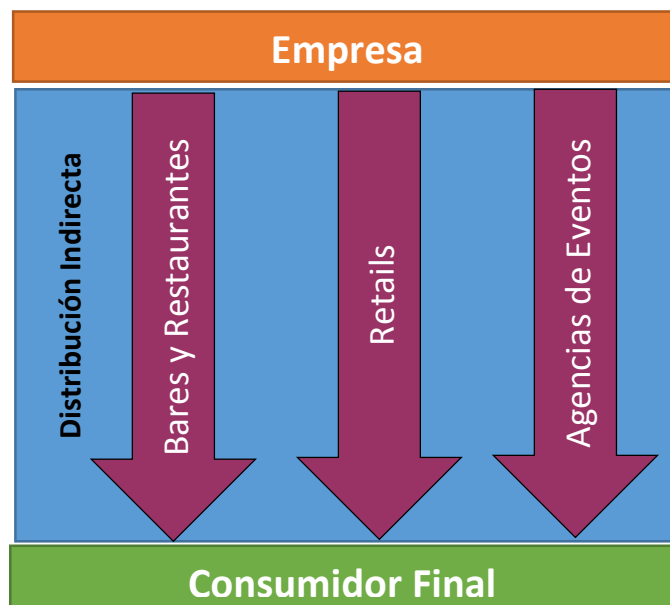 Empresa
Distribución Indirecta
Bares y Restaurantes
Retails
Agencias de Eventos
Consumidor Final